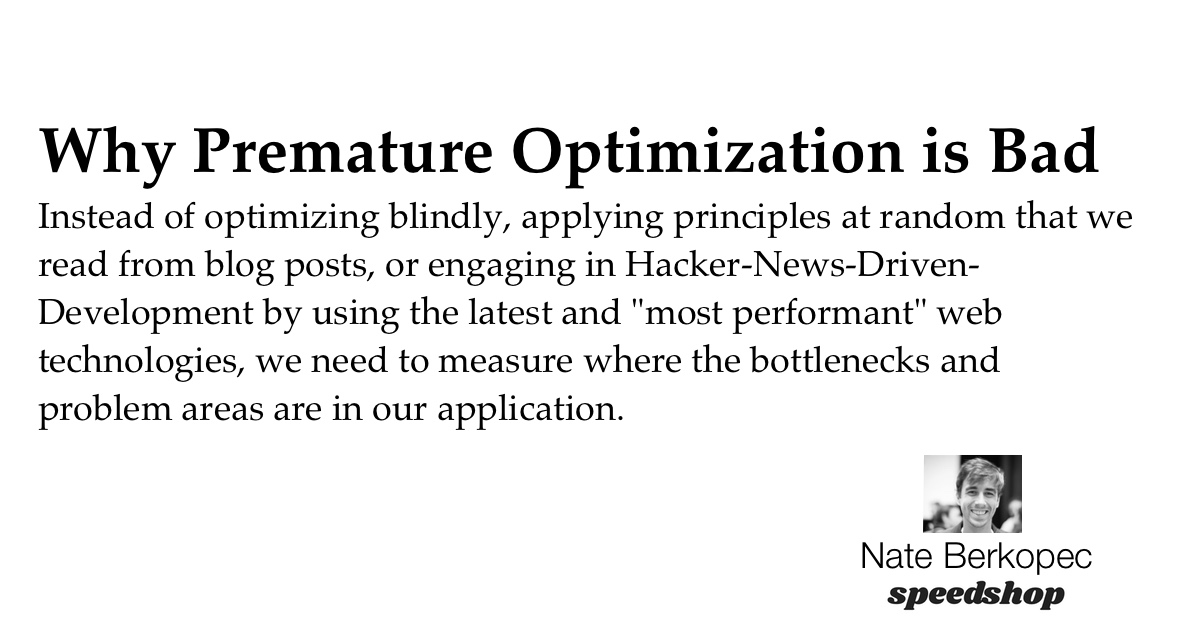 Why Premature Optimization is Bad
Instead of optimizing blindly, applying principles at random that we
read from blog posts, or engaging in Hacker-News-Driven-
Development by using the latest and "most performant" web
technologies, we need to measure where the bottlenecks and
problem areas are in our application.
Nate Berkopec
speedshop